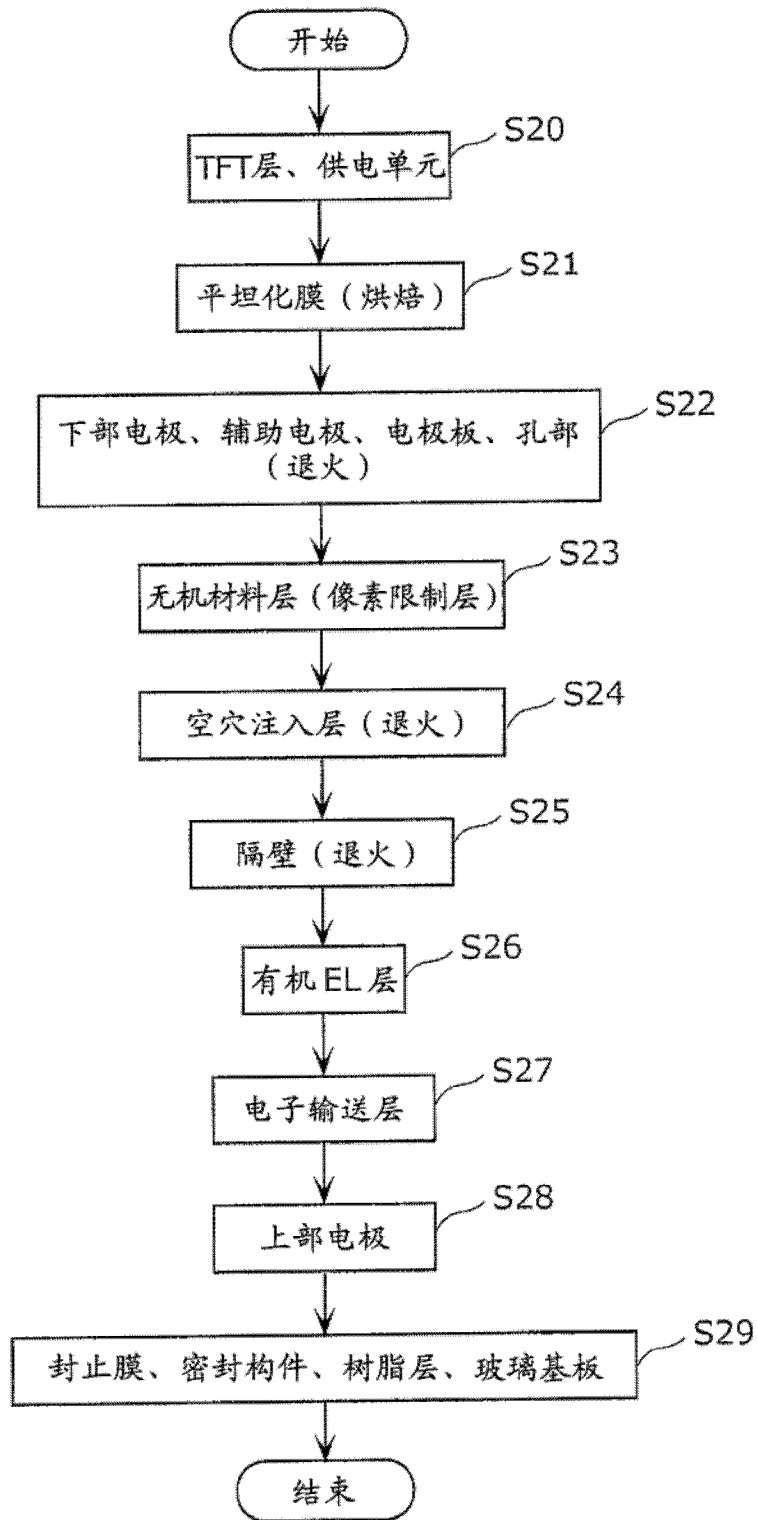 开始
S20
TFT层、供电单元
S21
平坦化膜(烘焙)
S22
下部电极、辅助电极、电极板、孔部
(退火)
S23
无机材料层(像素限制层)
S24
空穴注入层(退火)
S25
隔壁(退火)
S26
有机EL层
S27
电子输送层
S28
上部电极
S29
封止膜、密封构件、树脂层、玻璃基板
结束